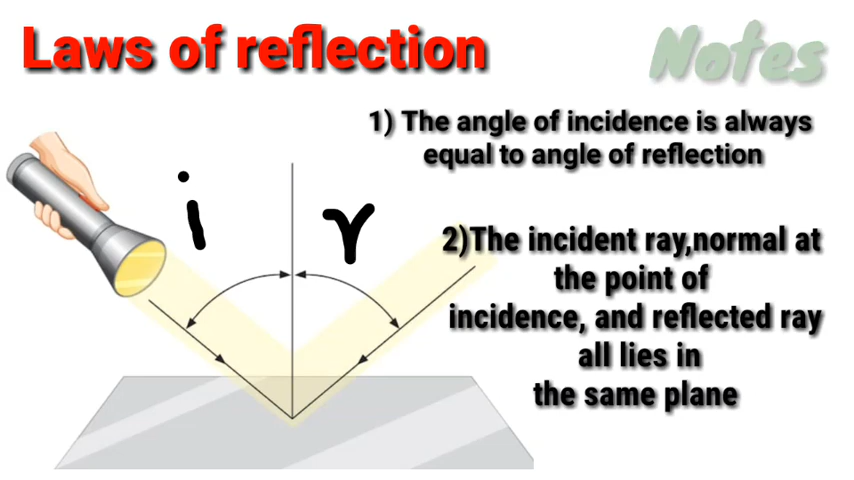 Laws of reflection
Notes
1) The angle of incidence is always
equal to angle of reflection
i
r
2)The incident ray,normal at
the point of
incidence, and reflected ray
all lies in
the same plane